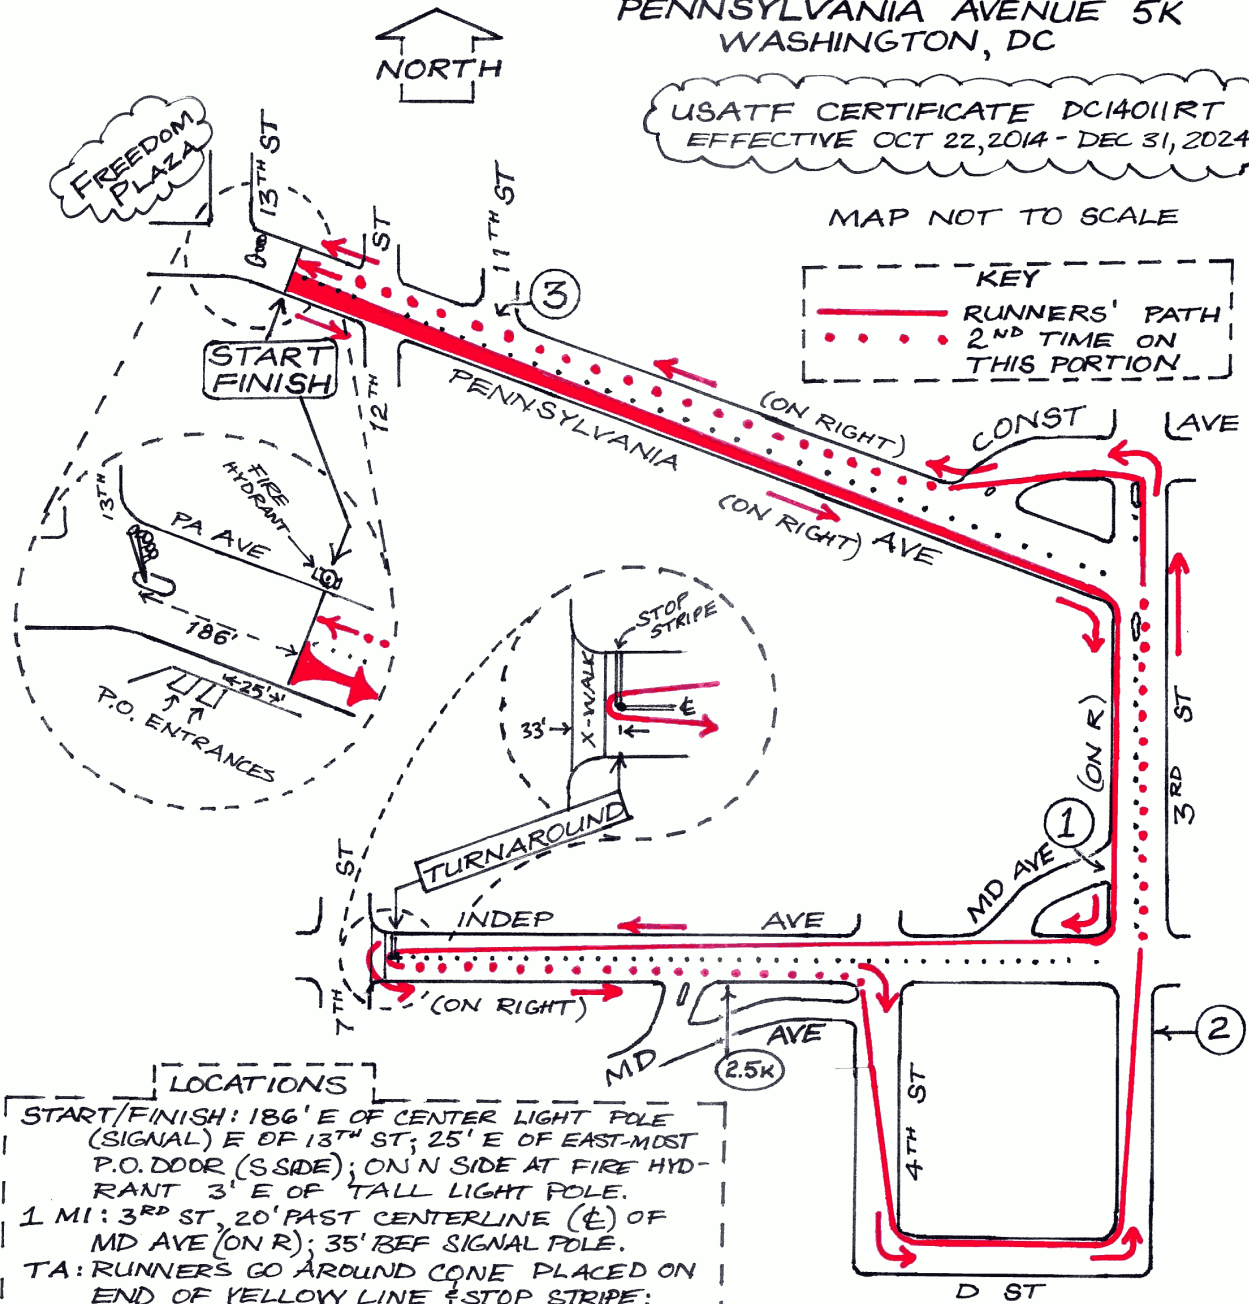 PENNSYLVANIA AVENUE 5K
WASHINGTON, DC
NORTH
USATF CERTIFICATE DC14011RT
EFFECTIVE OCT 22, 2014 - DEC 31, 2024
MAP NOT TO SCALE
KEY
RUNNERS' PATH
2ND TIME ON
THIS PORTION
FREEDOM
PLAZA
13TH ST
ST
11TH ST
3
START
FINISH
12TH
PENNSYLVANIA
AVE
(ON RIGHT)
(ON RIGHT)
CONST
AVE
FIRE
HYDRANT
13TH
PA AVE
186'
25'
P.O. ENTRANCES
STOP
STRIPE
X-WALK
33'
℄
TURNAROUND
(ON R)
ST
3RD
1
MD AVE
ST
INDEP
AVE
7TH
(ON RIGHT)
MD
AVE
2.5K
2
4TH ST
D ST
LOCATIONS
START/FINISH: 186' E OF CENTER LIGHT POLE
(SIGNAL) E OF 13TH ST; 25' E OF EAST-MOST
P.O. DOOR (S SIDE); ON N SIDE AT FIRE HYD-
RANT 3' E OF TALL LIGHT POLE.
1 MI: 3RD ST, 20' PAST CENTERLINE (℄) OF
MD AVE (ON R); 35' BEF SIGNAL POLE.
TA: RUNNERS GO AROUND CONE PLACED ON
END OF YELLOW LINE & STOP STRIPE: